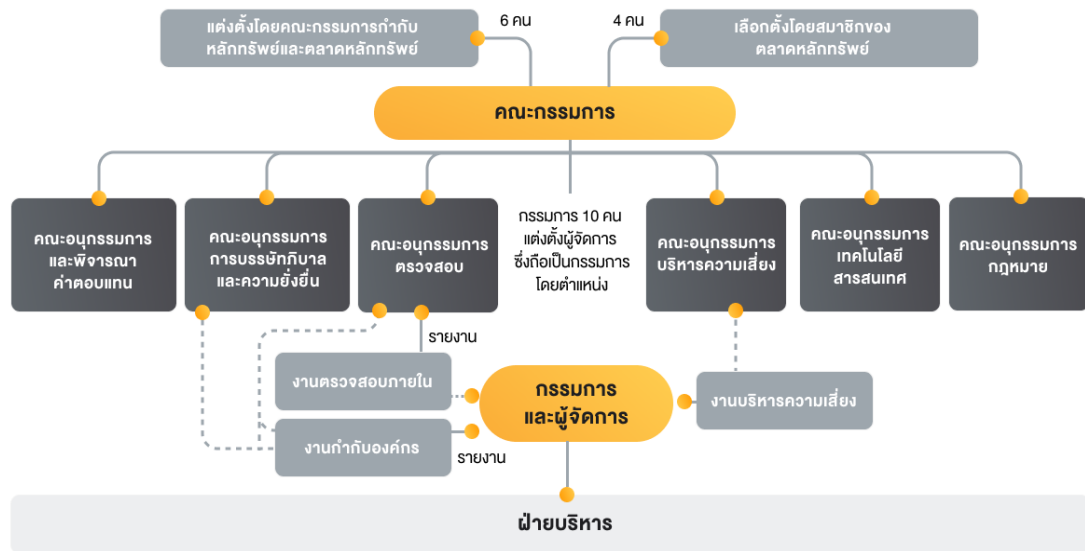 แต่งตั้งโดยคณะกรรมการกำกับ
หลักทรัพย์และตลาดหลักทรัพย์
6 คน
4 คน
เลือกตั้งโดยสมาชิกของ
ตลาดหลักทรัพย์
คณะกรรมการ
คณะอนุกรรมการ
และพิจารณา
ค่าตอบแทน
คณะอนุกรรมการ
การบรรษัทภิบาล
และความยั่งยืน
คณะอนุกรรมการ
ตรวจสอบ
กรรมการ 10 คน
แต่งตั้งผู้จัดการ
ซึ่งถือเป็นกรรมการ
โดยตำแหน่ง
คณะอนุกรรมการ
บริหารความเสี่ยง
คณะอนุกรรมการ
เทคโนโลยี
สารสนเทศ
คณะอนุกรรมการ
กฎหมาย
รายงาน
งานตรวจสอบภายใน
กรรมการ
และผู้จัดการ
งานบริหารความเสี่ยง
งานกำกับองค์กร
รายงาน
ฝ่ายบริหาร